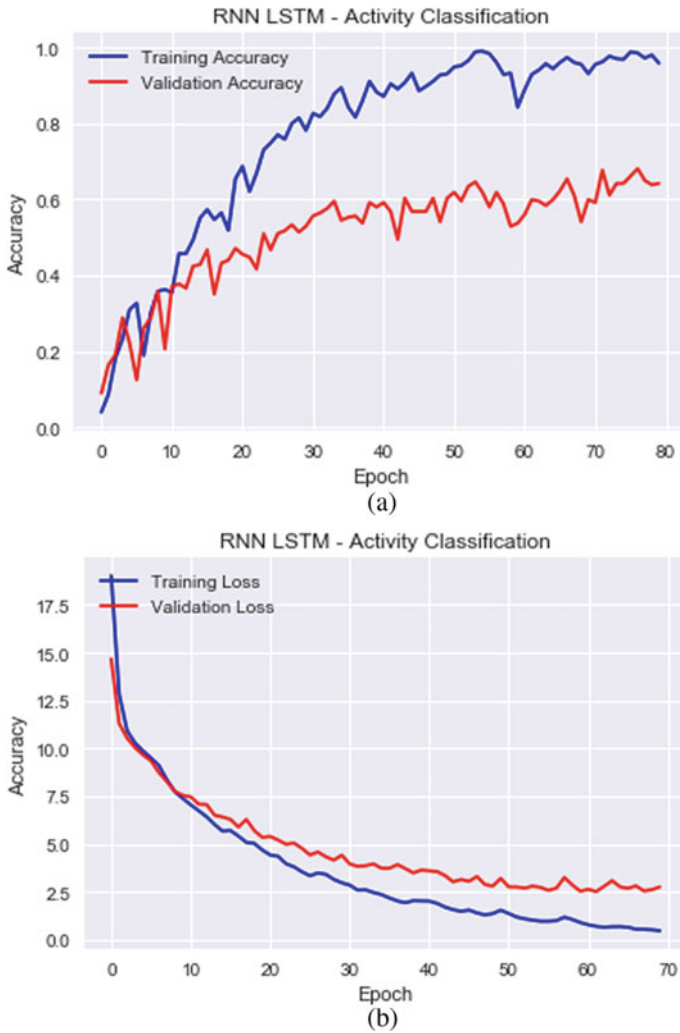 RNN LSTM - Activity Classification
1.0
0.8
0.6
0.4
0.2
0.0
Training Accuracy
Validation Accuracy
Accuracy
0 10 20 30 40 50 60 70 80
Epoch
(a)
RNN LSTM - Activity Classification
Training Loss
Validation Loss
17.5
15.0
12.5
10.0
7.5
5.0
2.5
0.0
Accuracy
0 10 20 30 40 50 60 70
Epoch
(b)